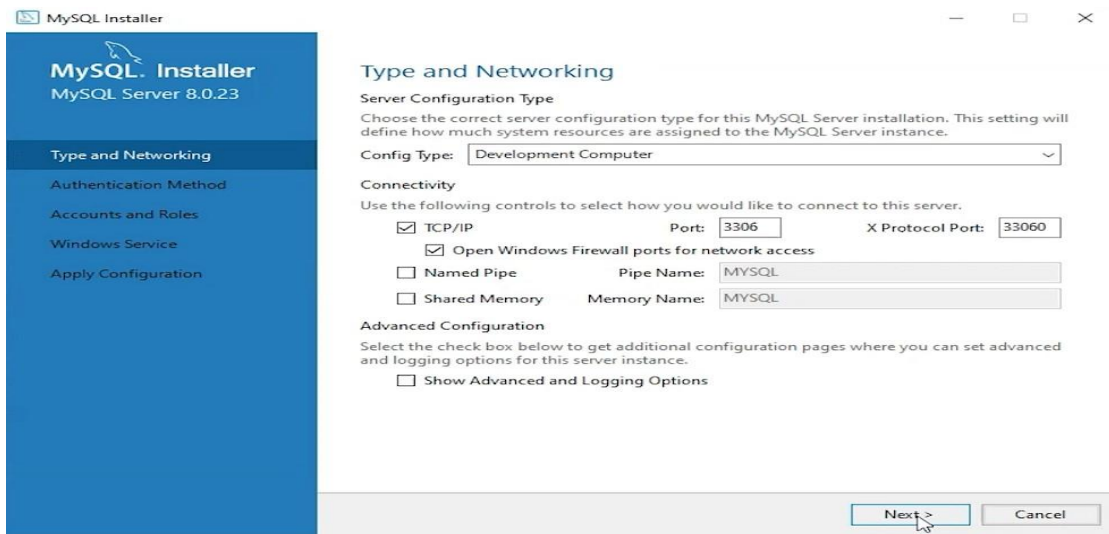 MySQL Installer
MySQL. Installer
MySQL Server 8.0.23
Type and Networking
Authentication Method
Accounts and Roles
Windows Service
Apply Configuration
Type and Networking
Server Configuration Type
Choose the correct server configuration type for this MySQL Server installation. This setting will
define how much system resources are assigned to the MySQL Server instance.
Config Type: Development Computer
Connectivity
Use the following controls to select how you would like to connect to this server.
TCP/IP Port: 3306 X Protocol Port: 33060
Open Windows Firewall ports for network access
Named Pipe Pipe Name: MYSQL
Shared Memory Memory Name: MYSQL
Advanced Configuration
Select the check box below to get additional configuration pages where you can set advanced
and logging options for this server instance.
Show Advanced and Logging Options
Next > Cancel